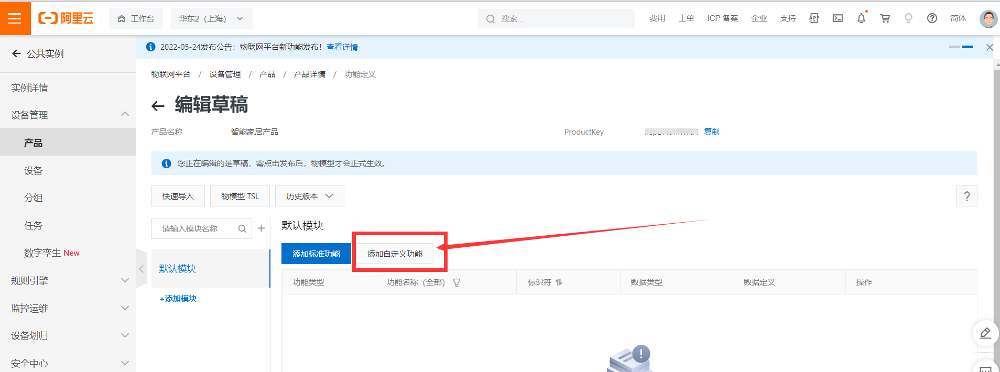 阿里云 工作台 华东2（上海） 搜索... 费用 工单 ICP 备案 企业 支持 APP 简体
公共实例
2022-05-24发布公告：物联网平台新功能发布！查看详情
实例详情
设备管理
产品
设备
分组
任务
数字孪生 New
规则引擎
监控运维
设备划归
安全中心
物联网平台 / 设备管理 / 产品 / 产品详情 / 功能定义
编辑草稿
产品名称 智能家居产品 ProductKey 复制
您正在编辑的是草稿，需点击发布后，物模型才会正式生效。
快速导入 物模型 TSL 历史版本 ?
请输入模块名称 +
默认模块
+添加模块
默认模块
添加标准功能 添加自定义功能
功能类型 功能名称（全部） 标识符 数据类型 数据定义 操作